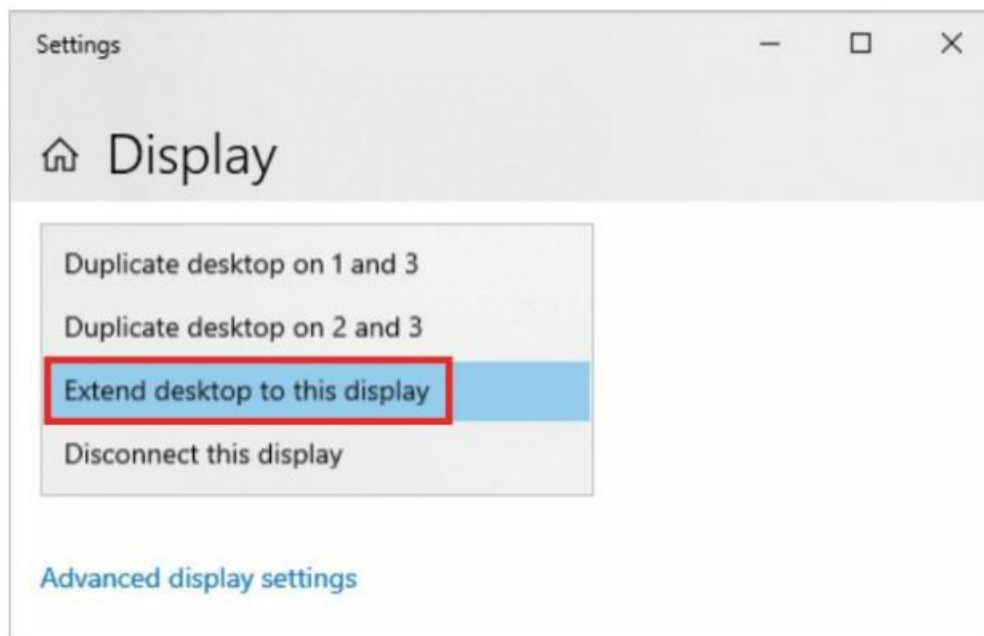 Settings
Display
Duplicate desktop on 1 and 3
Duplicate desktop on 2 and 3
Extend desktop to this display
Disconnect this display
Advanced display settings